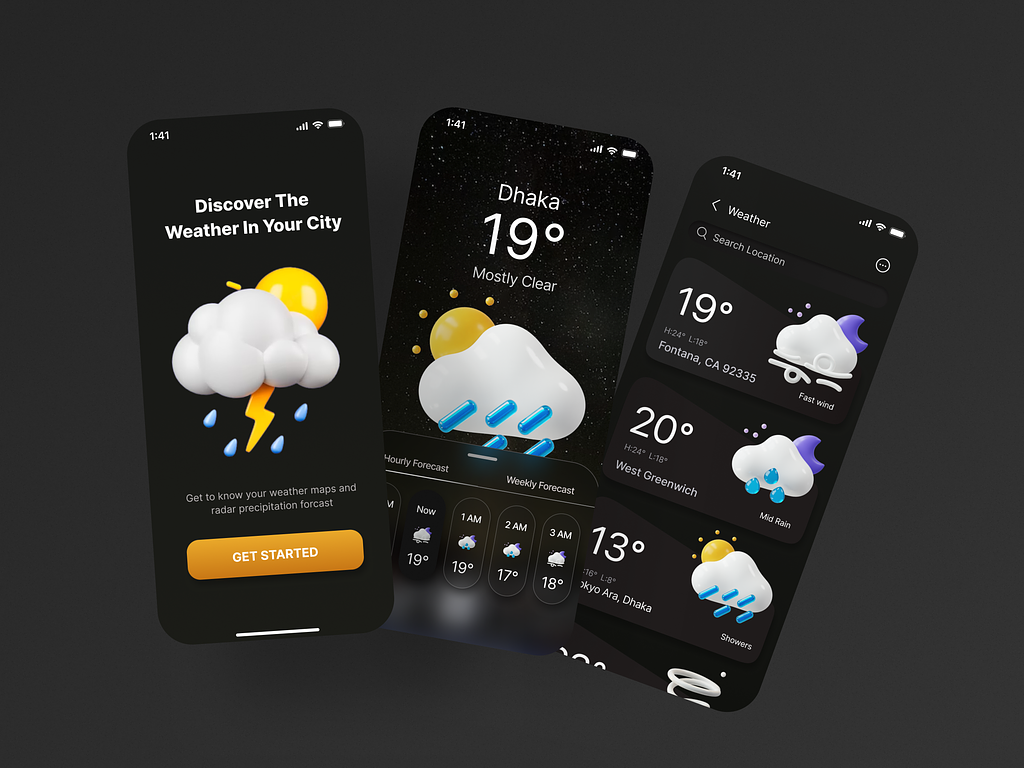 1:41
Discover The
Weather In Your City
Get to know your weather maps and
radar precipitation forcast
GET STARTED
1:41
Dhaka
19°
Mostly Clear
Hourly Forecast
Weekly Forecast
M
Now
19°
1 AM
19°
2 AM
17°
3 AM
18°
1:41
Weather
Search Location
19°
H:24° L:18°
Fontana, CA 92335
Fast wind
20°
H:24° L:18°
West Greenwich
Mid Rain
13°
:16° L:8°
okyo Ara, Dhaka
Showers